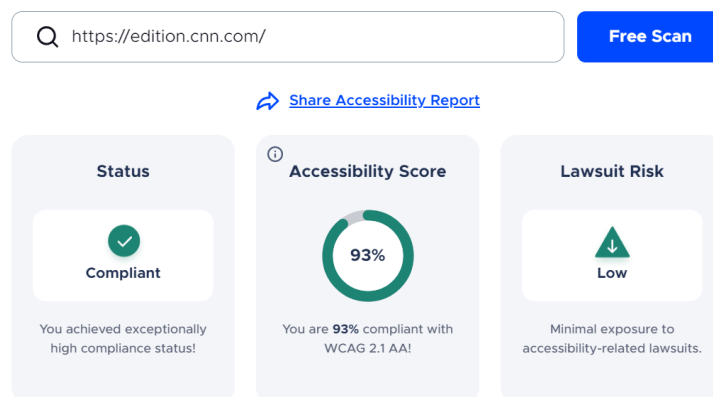 https://edition.cnn.com/
Free Scan
Share Accessibility Report
Status
Compliant
You achieved exceptionally
high compliance status!
Accessibility Score
93%
You are 93% compliant with
WCAG 2.1 AA!
Lawsuit Risk
Low
Minimal exposure to
accessibility-related lawsuits.